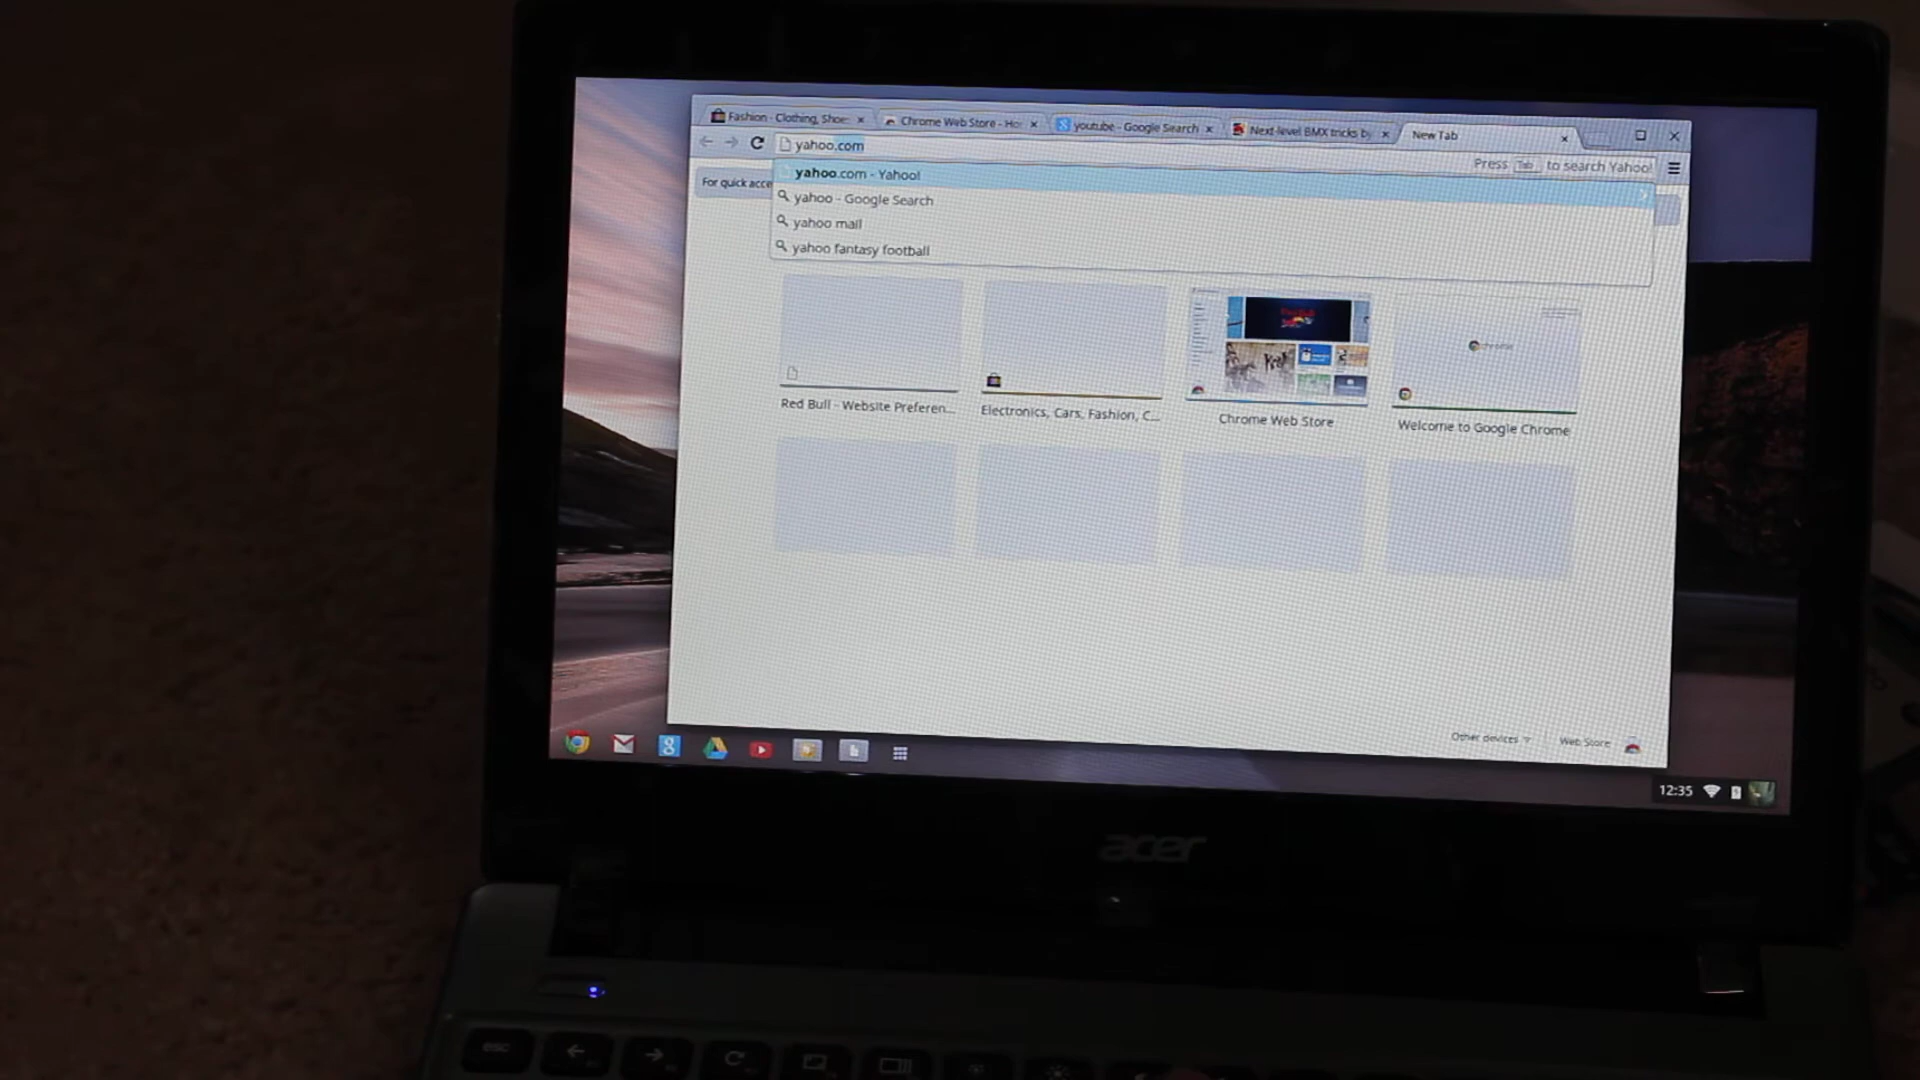 Fashion - Clothing, Shoe
Chrome Web Store - Ho
youtube - Google Search
Next-level BMX tricks by
New Tab
yahoo.com
Press Tab to search Yahoo!
yahoo.com - Yahoo!
For quick acce
yahoo - Google Search
yahoo mail
yahoo fantasy football
chrome
Red Bull - Website Preferen...
Electronics, Cars, Fashion, C...
Chrome Web Store
Welcome to Google Chrome
Other devices
Web Store
12:35
acer
esc